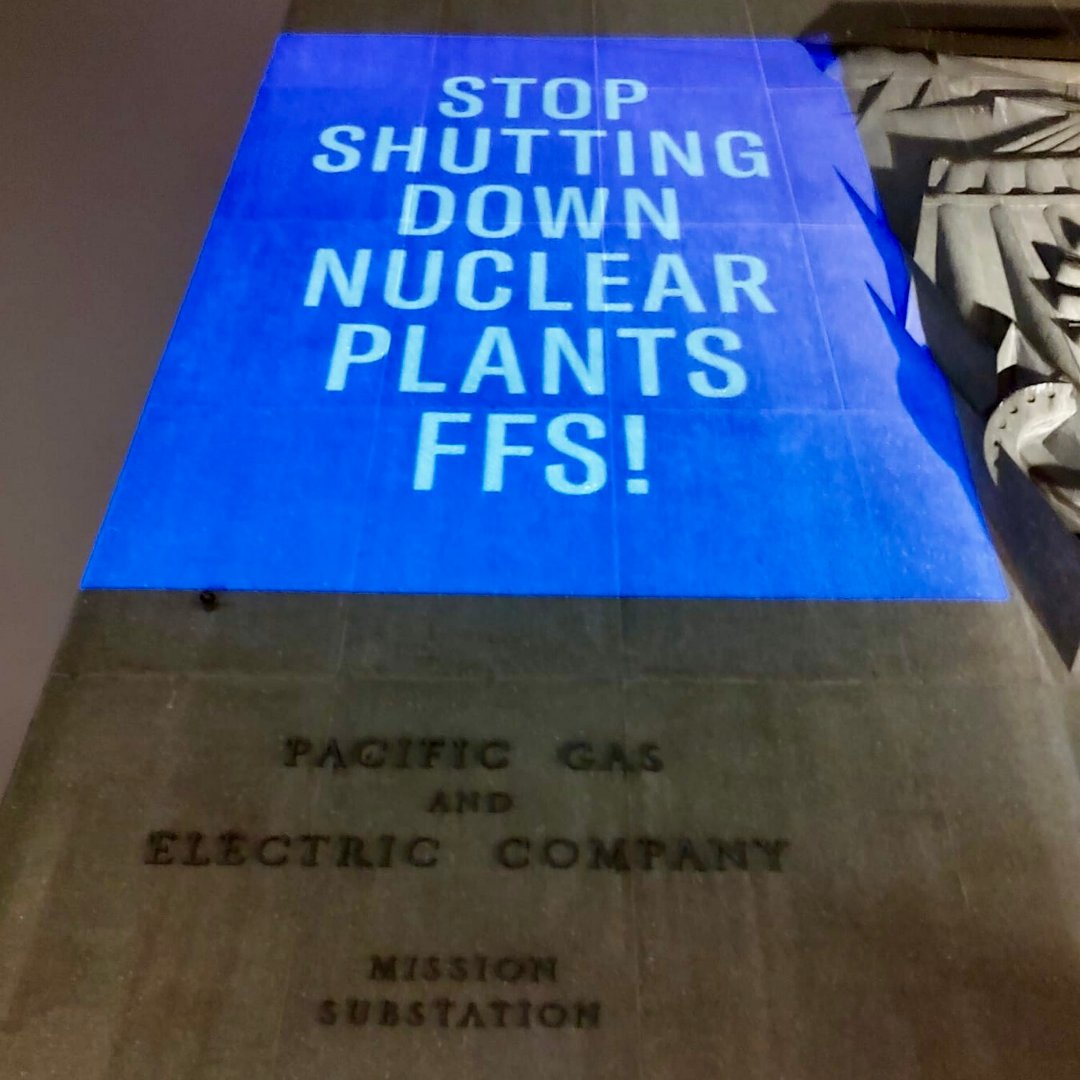 STOP
SHUTTING
DOWN
NUCLEAR
PLANTS
FFS!
PACIFIC GAS
AND
ELECTRIC COMPANY
MISSION
SUBSTATION